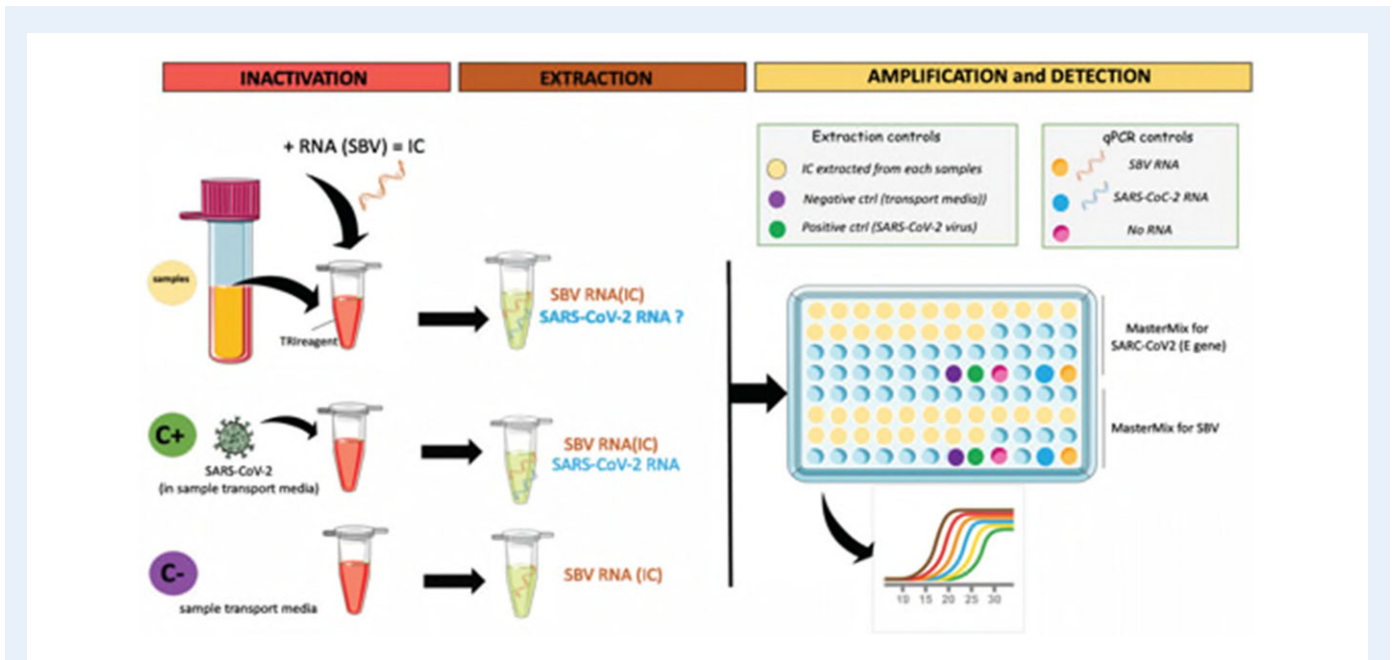 INACTIVATION
EXTRACTION
AMPLIFICATION and DETECTION
+ RNA (SBV) = IC
samples
TRIreagent
SBV RNA(IC)
SARS-CoV-2 RNA ?
C+
SARS-CoV-2
(in sample transport media)
SBV RNA(IC)
SARS-CoV-2 RNA
C-
sample transport media
SBV RNA (IC)
Extraction controls
IC extracted from each samples
Negative ctrl (transport media))
Positive ctrl (SARS-CoV-2 virus)
qPCR controls
SBV RNA
SARS-CoC-2 RNA
No RNA
MasterMix for
SARC-CoV2 (E gene)
MasterMix for SBV
10 15 20 25 30